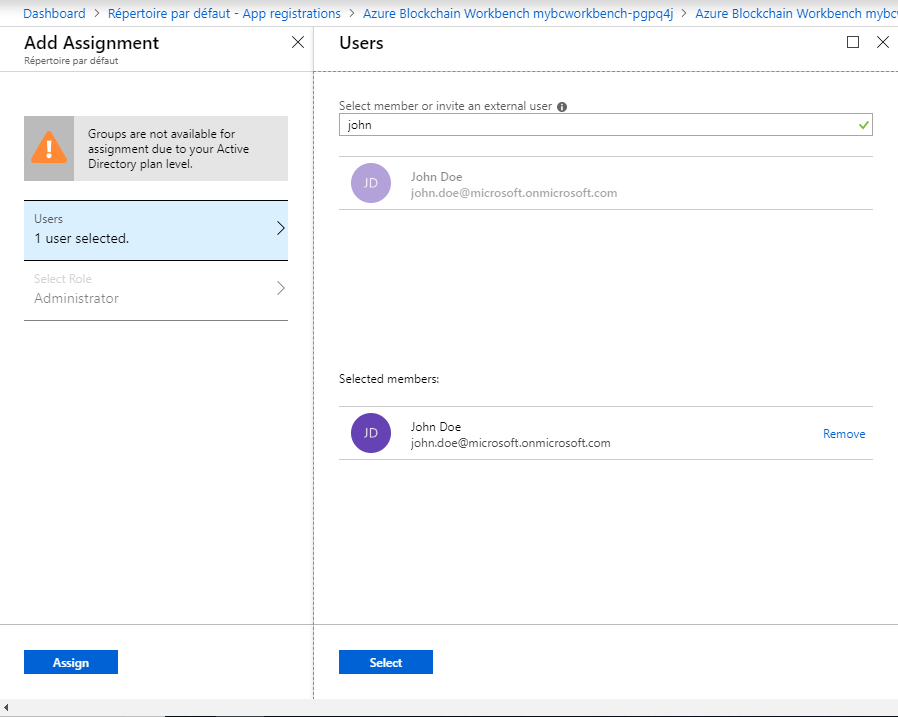 Dashboard > Répertoire par défaut - App registrations > Azure Blockchain Workbench mybcworkbench-pgpq4j > Azure Blockchain Workbench mybcw
Add Assignment
Répertoire par défaut
Groups are not available for
assignment due to your Active
Directory plan level.
Users
1 user selected.
Select Role
Administrator
Assign
Users
Select member or invite an external user
john
JD
John Doe
john.doe@microsoft.onmicrosoft.com
Selected members:
JD
John Doe
john.doe@microsoft.onmicrosoft.com
Remove
Select